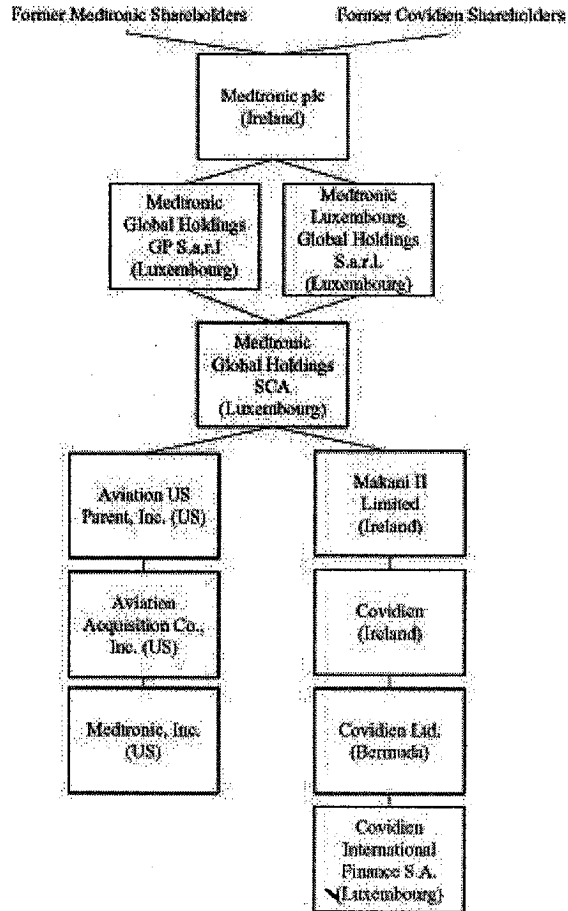 Former Medtronic Shareholders
Former Covidien Shareholders
Medtronic plc
(Ireland)
Medtronic
Global Holdings
GP S.a.r.l
(Luxembourg)
Medtronic
Luxembourg
Global Holdings
S.a.r.l.
(Luxembourg)
Medtronic
Global Holdings
SCA
(Luxembourg)
Aviation US
Parent, Inc. (US)
Makani II
Limited
(Ireland)
Aviation
Acquisition Co.,
Inc. (US)
Covidien
(Ireland)
Medtronic, Inc.
(US)
Covidien Ltd.
(Bermuda)
Covidien
International
Finance S.A.
(Luxembourg)